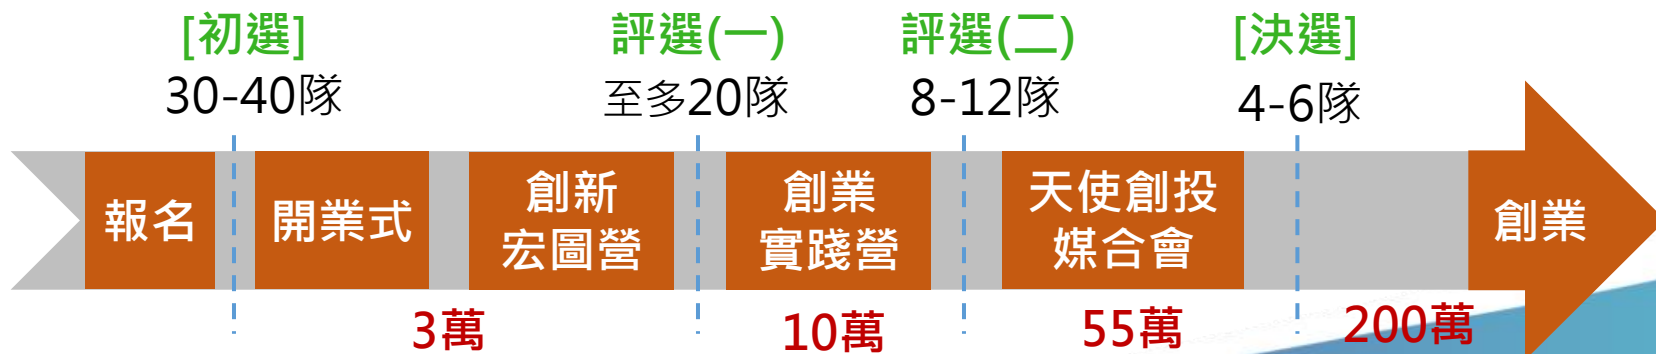 [初選]
評選(一)
評選(二)
[決選]
30-40隊
至多20隊
8-12隊
4-6隊
報名
開業式
創新
宏圖營
創業
實踐營
天使創投
媒合會
創業
3萬
10萬
55萬
200萬